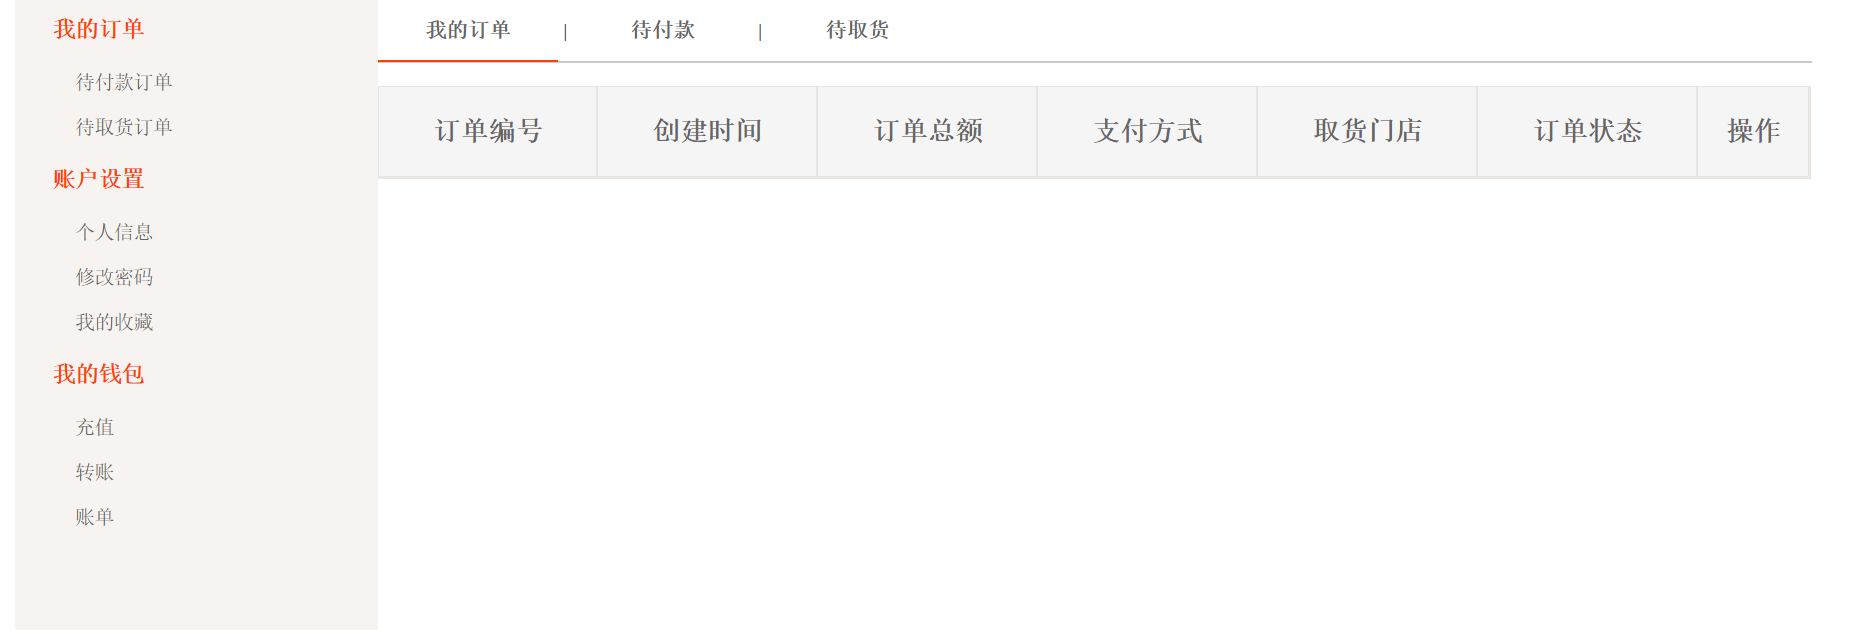 我的订单
待付款订单
待取货订单
账户设置
个人信息
修改密码
我的收藏
我的钱包
充值
转账
账单
我的订单 | 待付款 | 待取货
订单编号 创建时间 订单总额 支付方式 取货门店 订单状态 操作